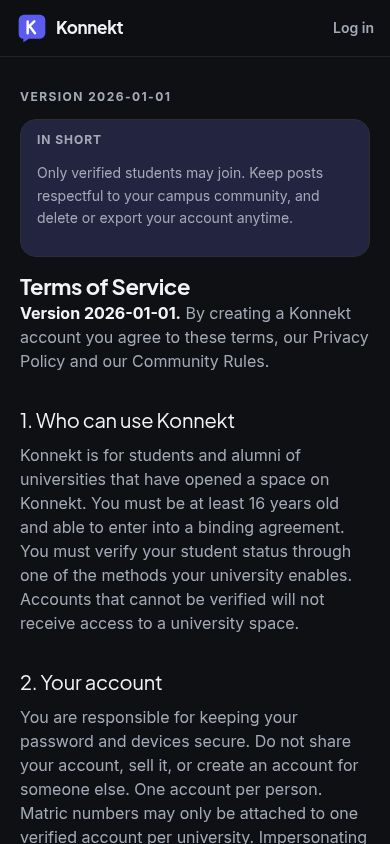 Konnekt
Log in
VERSION 2026-01-01
IN SHORT
Only verified students may join. Keep posts
respectful to your campus community, and
delete or export your account anytime.
Terms of Service
Version 2026-01-01. By creating a Konnekt
account you agree to these terms, our Privacy
Policy and our Community Rules.
1. Who can use Konnekt
Konnekt is for students and alumni of
universities that have opened a space on
Konnekt. You must be at least 16 years old
and able to enter into a binding agreement.
You must verify your student status through
one of the methods your university enables.
Accounts that cannot be verified will not
receive access to a university space.
2. Your account
You are responsible for keeping your
password and devices secure. Do not share
your account, sell it, or create an account for
someone else. One account per person.
Matric numbers may only be attached to one
verified account per university. Impersonating